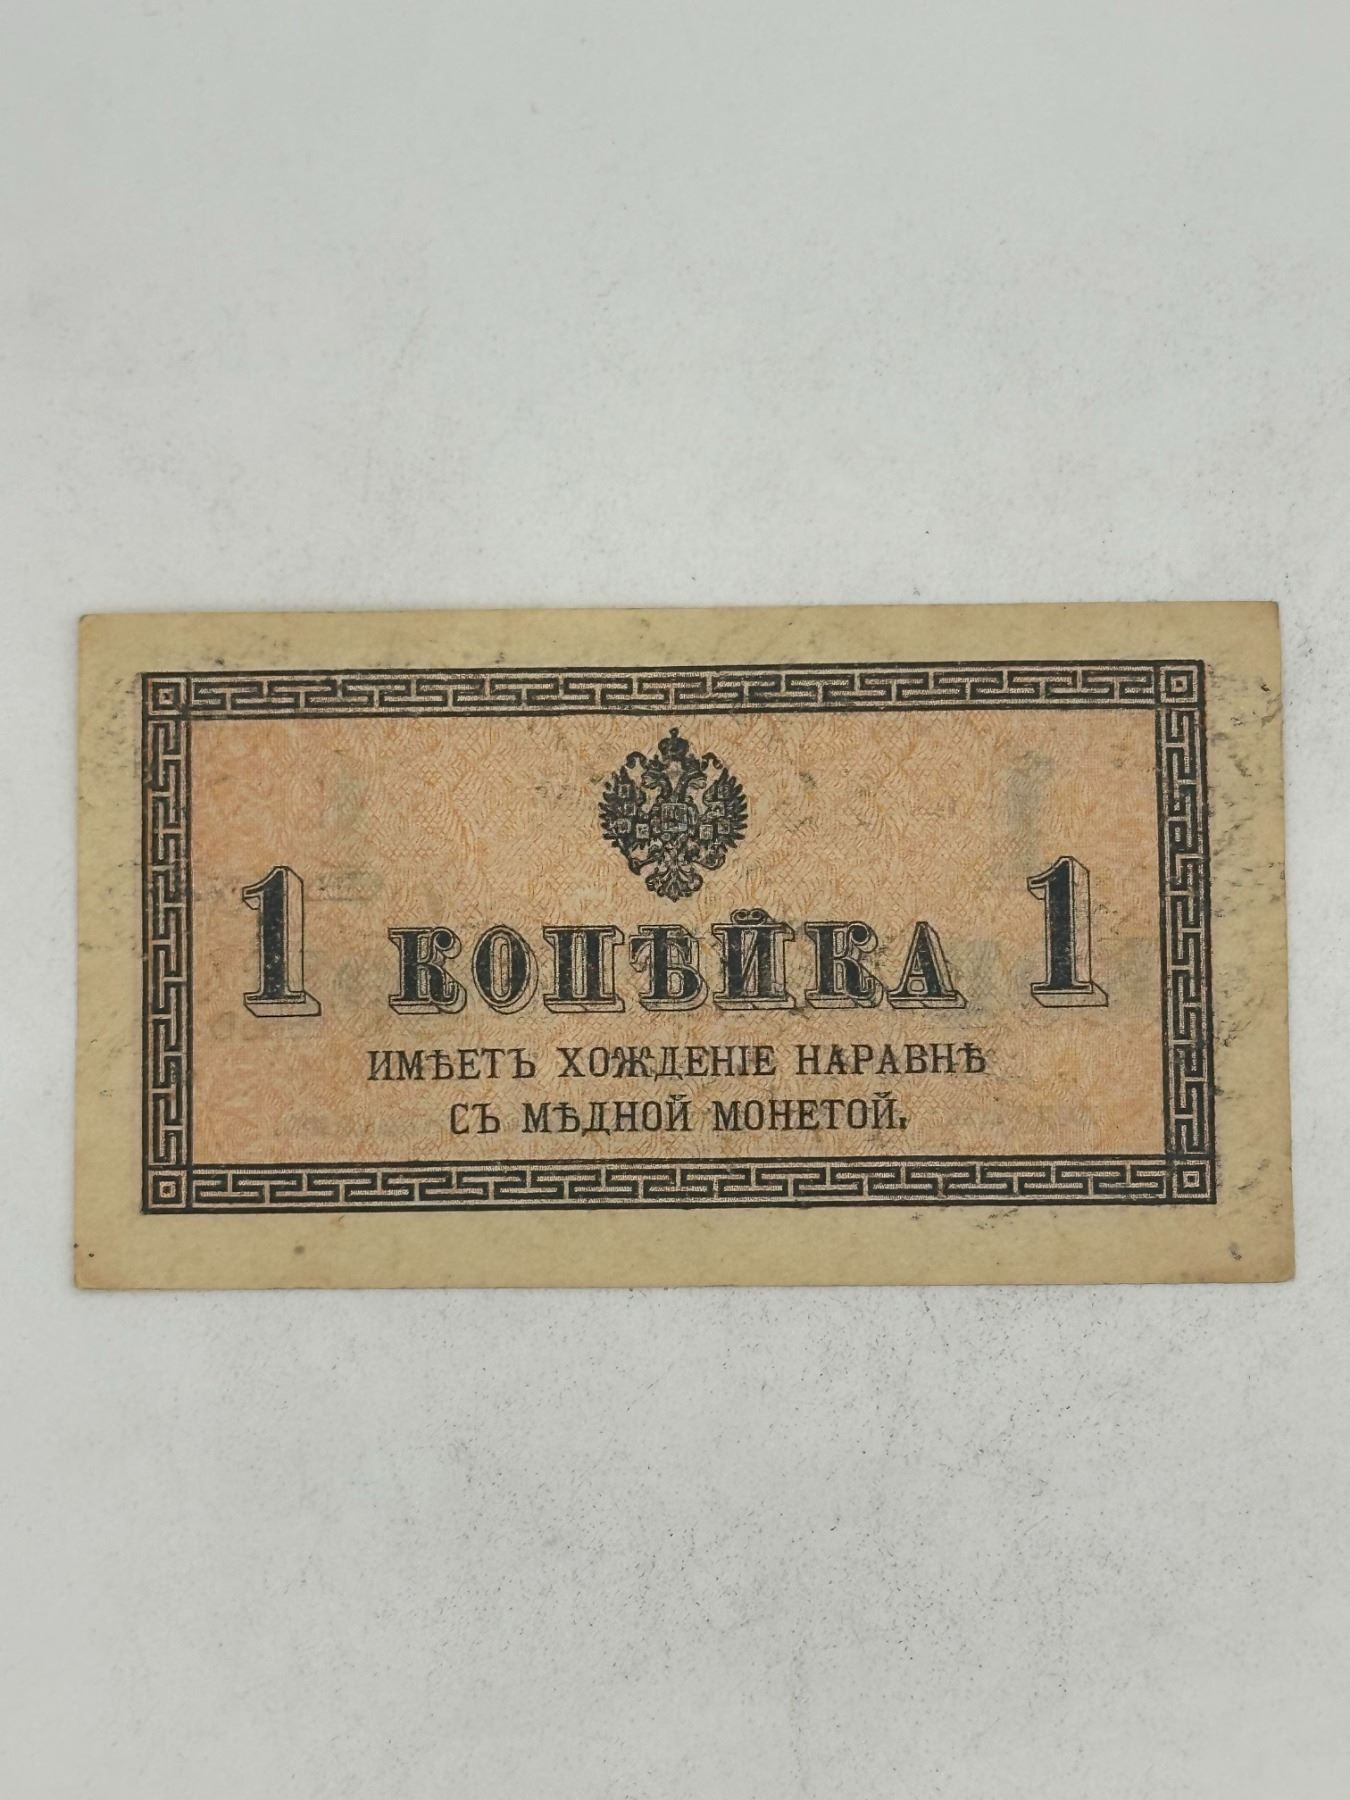 1 КОПѢЙКА 1
ИМѢЕТЪ ХОЖДЕНІЕ НАРАВНѢ
СЪ МѢДНОЙ МОНЕТОЙ.